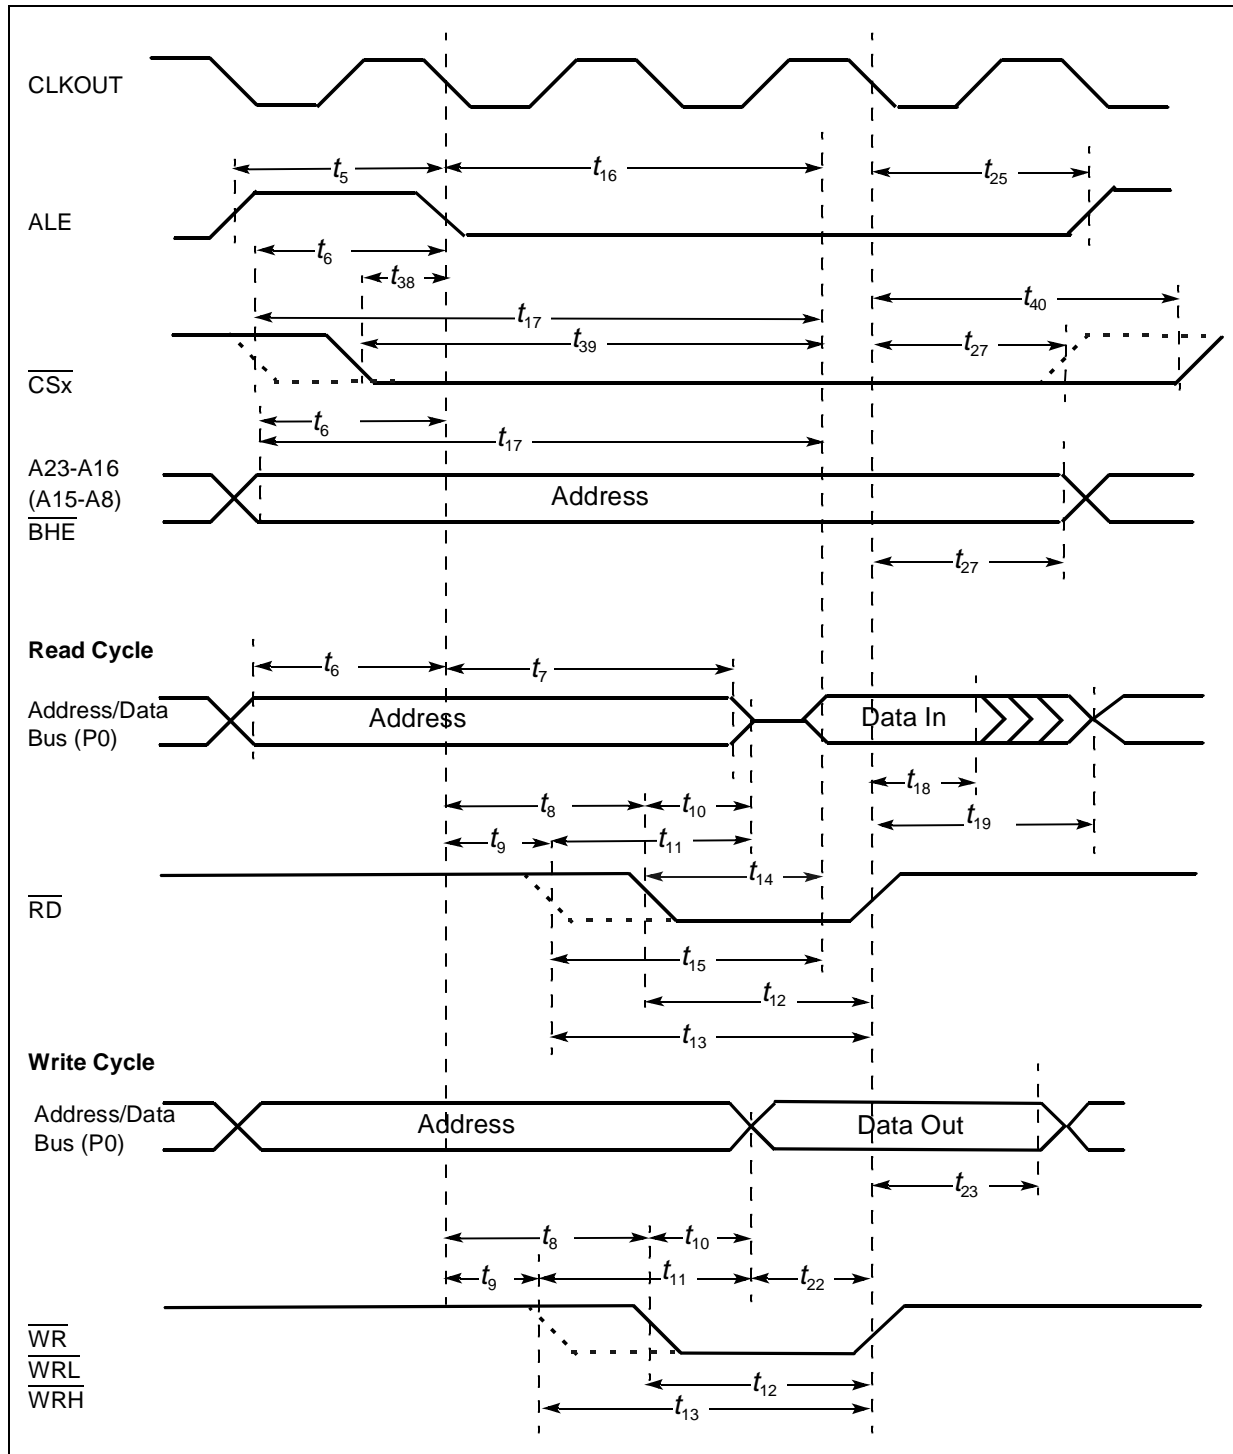 CLKOUT
t5
t16
t25
ALE
t6
t38
t40
t17
t39
t27
CSx
t6
t17
A23-A16
(A15-A8)
BHE
Address
t27
Read Cycle
t6
t7
Address/Data
Bus (P0)
Address
Data In
t18
t8
t10
t19
t9
t11
t14
RD
t15
t12
t13
Write Cycle
Address/Data
Bus (P0)
Address
Data Out
t23
t8
t10
t9
t11
t22
WR
WRL
WRH
t12
t13